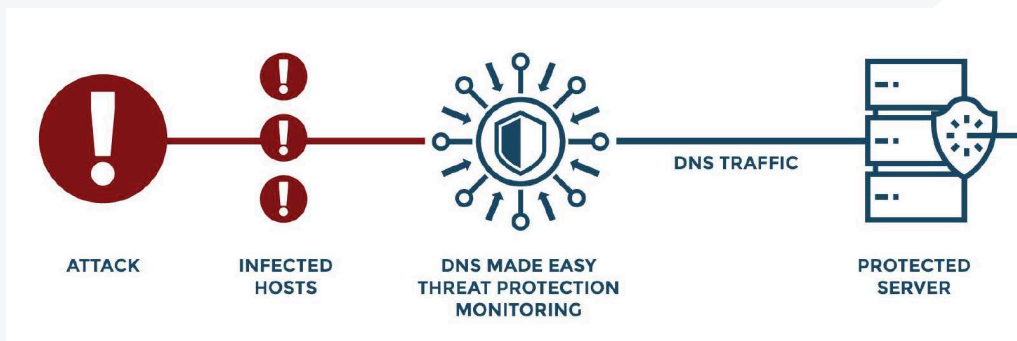 DNS TRAFFIC
ATTACK
INFECTED
HOSTS
DNS MADE EASY
THREAT PROTECTION
MONITORING
PROTECTED
SERVER